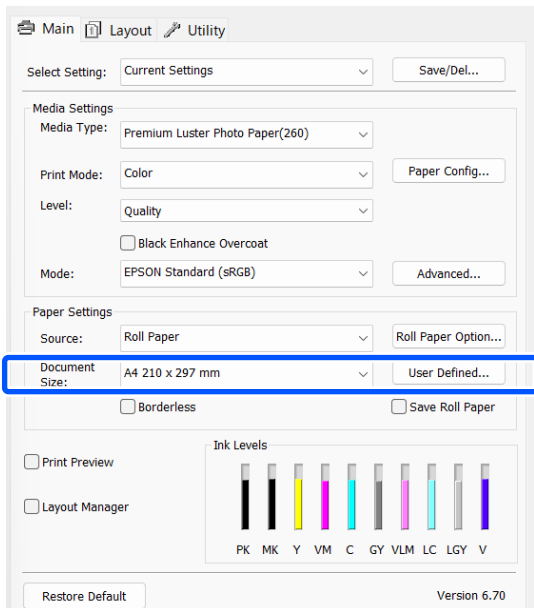 Main Layout Utility
Select Setting: Current Settings Save/Del...
Media Settings
Media Type: Premium Luster Photo Paper(260)
Print Mode: Color Paper Config...
Level: Quality
Black Enhance Overcoat
Mode: EPSON Standard (sRGB) Advanced...
Paper Settings
Source: Roll Paper Roll Paper Option...
Document
Size: A4 210 x 297 mm User Defined...
Borderless Save Roll Paper
Ink Levels
Print Preview
Layout Manager
PK MK Y VM C GY VLM LC LGY V
Restore Default Version 6.70